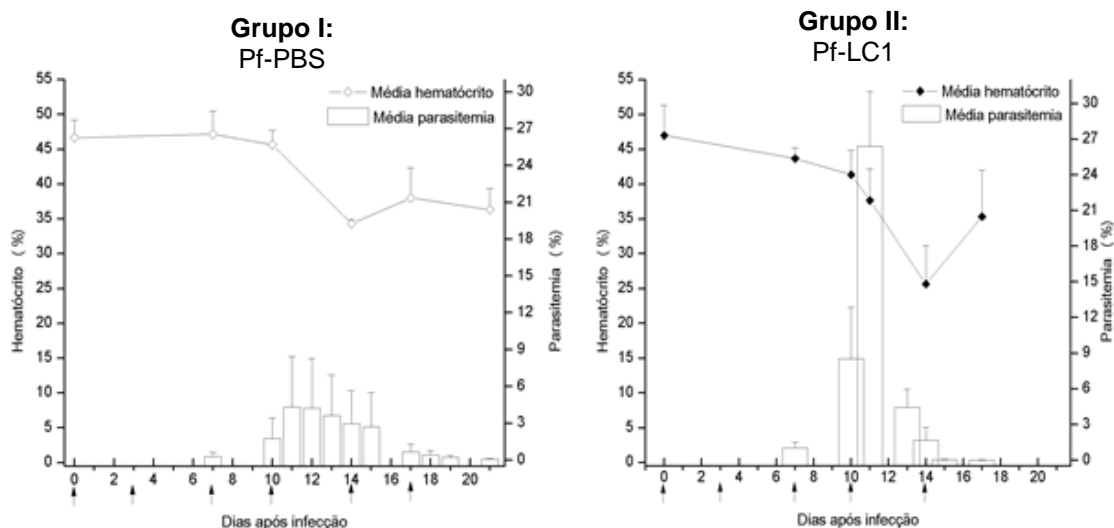 Grupo I:
Pf-PBS
Grupo II:
Pf-LC1
55
50
45
40
35
30
25
20
15
10
5
0
Hematócrito (%)
Média hematócrito
Média parasitemia
30
27
24
21
18
15
12
9
6
3
0
Parasitemia (%)
0 2 4 6 8 10 12 14 16 18 20
Dias após infecção
55
50
45
40
35
30
25
20
15
10
5
0
Hematócrito (%)
Média hematócrito
Média parasitemia
30
27
24
21
18
15
12
9
6
3
0
Parasitemia (%)
0 2 4 6 8 10 12 14 16 18 20
Dias após infecção